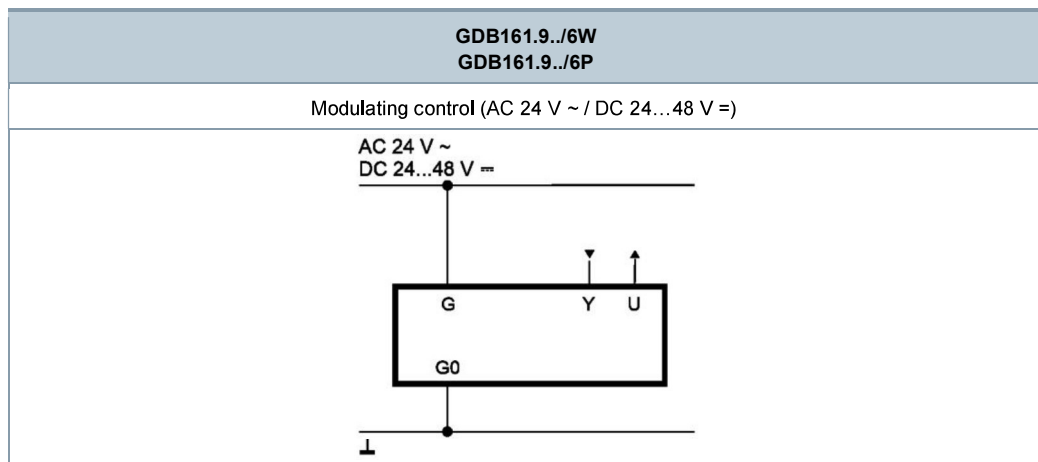 GDB161.9../6W
GDB161.9../6P
Modulating control (AC 24 V ~ / DC 24...48 V =)
AC 24 V ~
DC 24...48 V ⎓
G Y U
G0